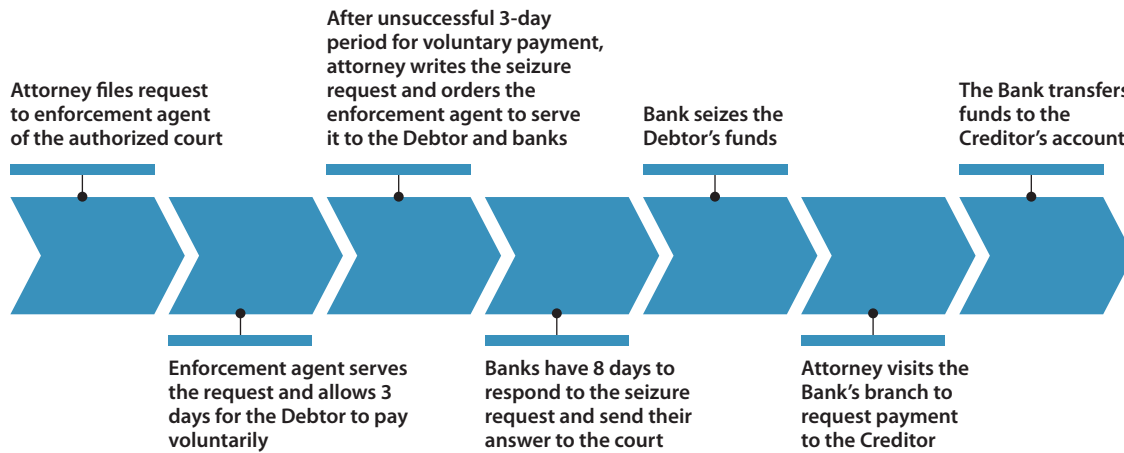 Attorney files request
to enforcement agent
of the authorized court
Enforcement agent serves
the request and allows 3
days for the Debtor to pay
voluntarily
After unsuccessful 3-day
period for voluntary payment,
attorney writes the seizure
request and orders the
enforcement agent to serve
it to the Debtor and banks
Banks have 8 days to
respond to the seizure
request and send their
answer to the court
Bank seizes the
Debtor's funds
Attorney visits the
Bank's branch to
request payment
to the Creditor
The Bank transfers
funds to the
Creditor's account